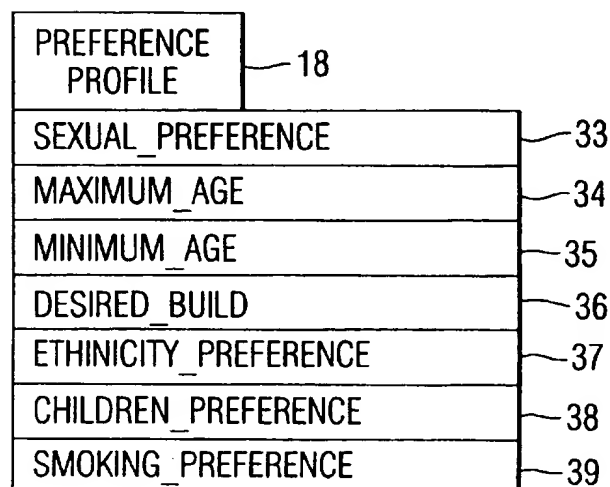 PREFERENCE
PROFILE
18
SEXUAL_PREFERENCE 33
MAXIMUM_AGE 34
MINIMUM_AGE 35
DESIRED_BUILD 36
ETHINICITY_PREFERENCE 37
CHILDREN_PREFERENCE 38
SMOKING_PREFERENCE 39